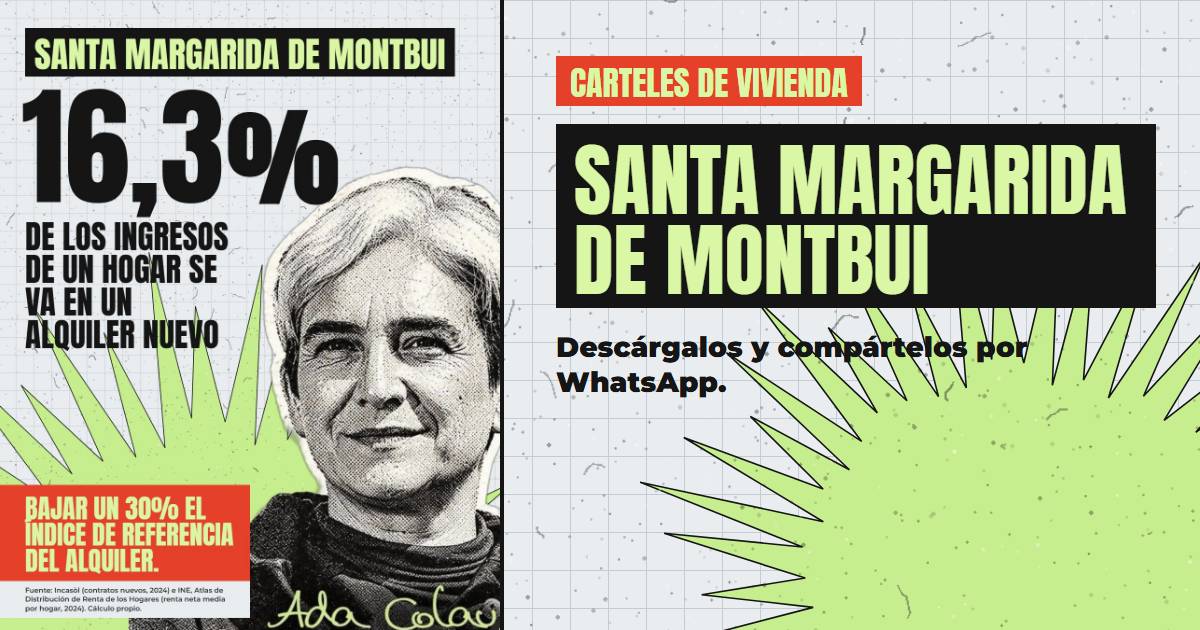 SANTA MARGARIDA DE MONTBUI
16,3%
DE LOS INGRESOS
DE UN HOGAR SE
VA EN UN
ALQUILER NUEVO
BAJAR UN 30% EL
ÍNDICE DE REFERENCIA
DEL ALQUILER.
Fuente: Incasòl (contratos nuevos, 2024) e INE, Atlas de
Distribución de Renta de los Hogares (renta neta media
por hogar, 2024). Cálculo propio.
Ada Colau
CARTELES DE VIVIENDA
SANTA MARGARIDA
DE MONTBUI
Descárgalos y compártelos por
WhatsApp.